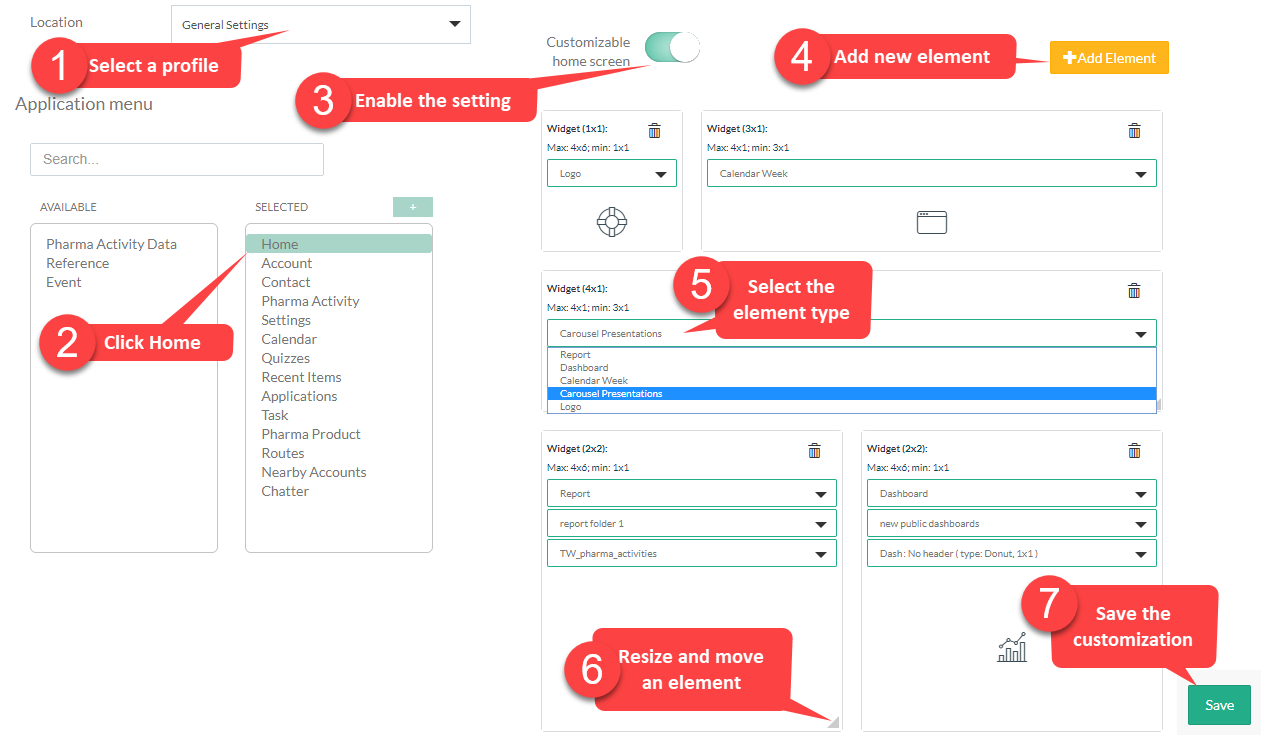 Location
General Settings
1
Select a profile
Application menu
Search...
AVAILABLE
Pharma Activity Data
Reference
Event
2
Click Home
SELECTED
+
Home
Account
Contact
Pharma Activity
Settings
Calendar
Quizzes
Recent Items
Applications
Task
Pharma Product
Routes
Nearby Accounts
Chatter
Customizable
home screen
3
Enable the setting
4
Add new element
+Add Element
Widget (1x1):
Max: 4x6; min: 1x1
Logo
Widget (3x1):
Max: 4x1; min: 3x1
Calendar Week
Widget (4x1):
Max: 4x1; min: 3x1
5
Select the
element type
Carousel Presentations
Report
Dashboard
Calendar Week
Carousel Presentations
Logo
Widget (2x2):
Max: 4x6; min: 1x1
Report
report folder 1
TW_pharma_activities
6
Resize and move
an element
Widget (2x2):
Max: 4x6; min: 1x1
Dashboard
new public dashboards
Dash : No header ( type: Donut, 1x1 )
7
Save the
customization
Save